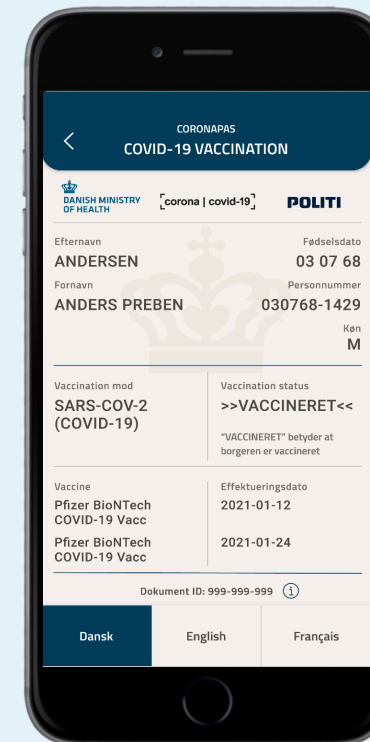 CORONAPAS
COVID-19 VACCINATION
DANISH MINISTRY
OF HEALTH
[corona | covid-19]
POLITI
Efternavn
Fødselsdato
ANDERSEN
03 07 68
Fornavn
Personnummer
ANDERS PREBEN
030768-1429
Køn
M
Vaccination mod
SARS-COV-2
(COVID-19)
Vaccination status
>>VACCINERET<<
"VACCINERET" betyder at
borgeren er vaccineret
Vaccine
Effektueringsdato
Pfizer BioNTech
COVID-19 Vacc
2021-01-12
Pfizer BioNTech
COVID-19 Vacc
2021-01-24
Dokument ID: 999-999-999
Dansk
English
Français